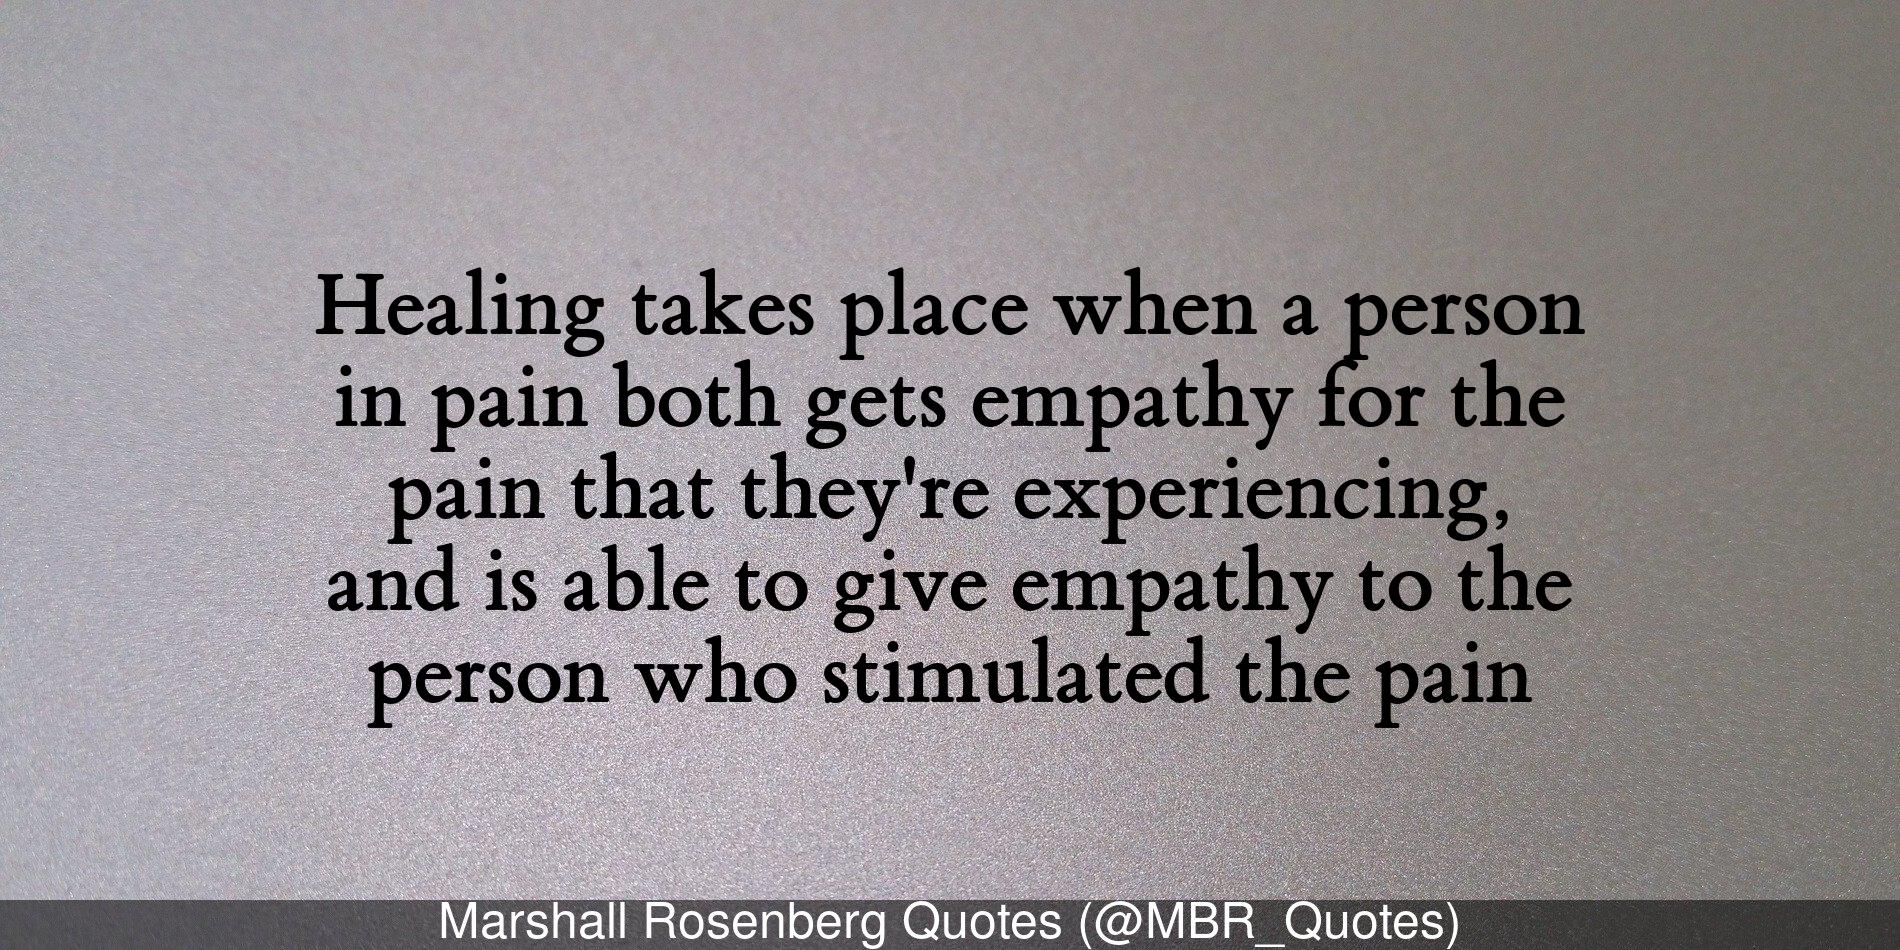 Healing takes place when a person
in pain both gets empathy for the
pain that they're experiencing,
and is able to give empathy to the
person who stimulated the pain
Marshall Rosenberg Quotes (@MBR_Quotes)